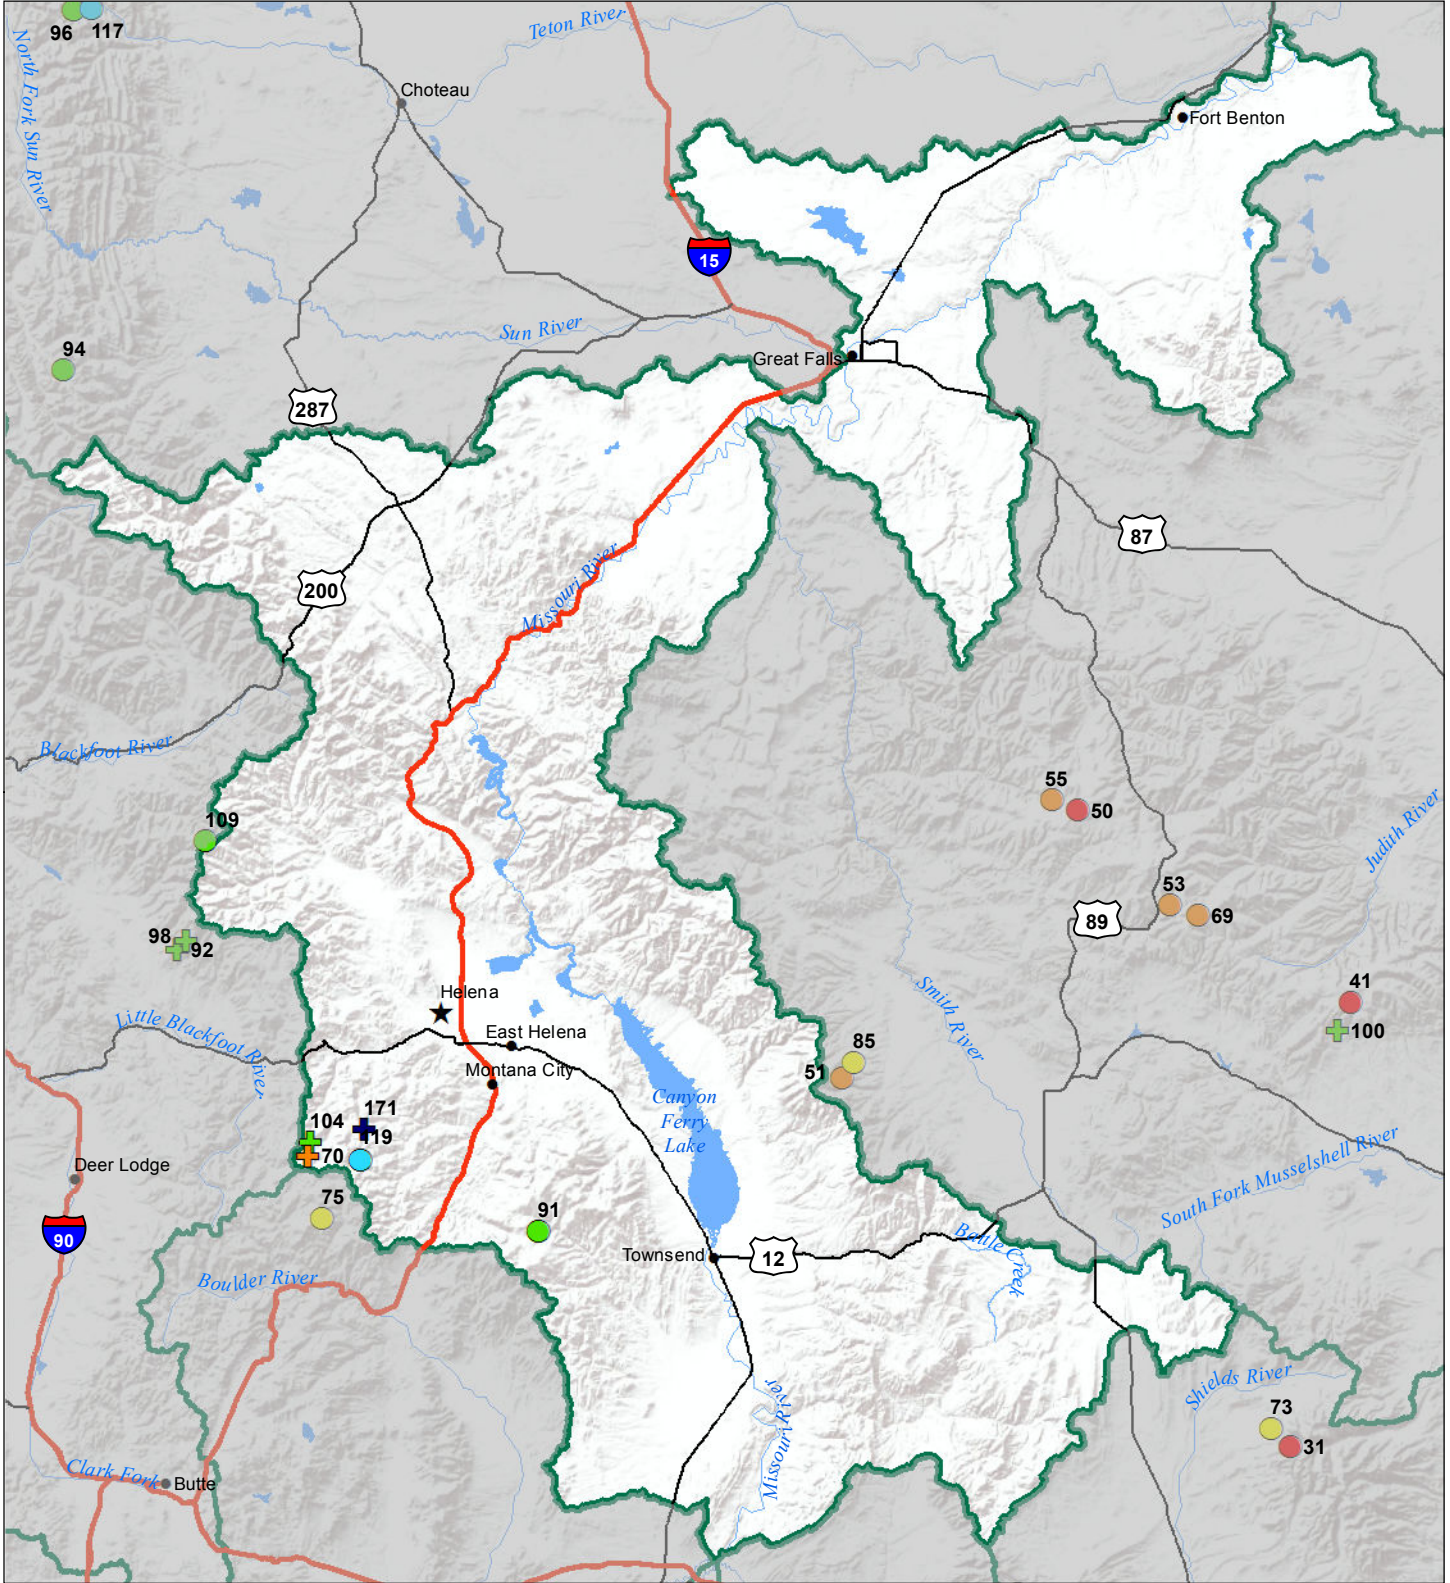 96
117
Teton River
North Fork Sun River
Choteau
Fort Benton
15
Sun River
94
Great Falls
287
87
200
Missouri River
Blackfoot River
55
50
109
Judith River
53
69
89
98
92
Helena
Smith River
41
100
Little Blackfoot River
East Helena
85
51
Montana City
Canyon
Ferry
Lake
104
171
119
70
Deer Lodge
South Fork Musselshell River
75
91
90
Townsend
12
Battle Creek
Boulder River
Missouri River
Shields River
73
31
Clark Fork
Butte